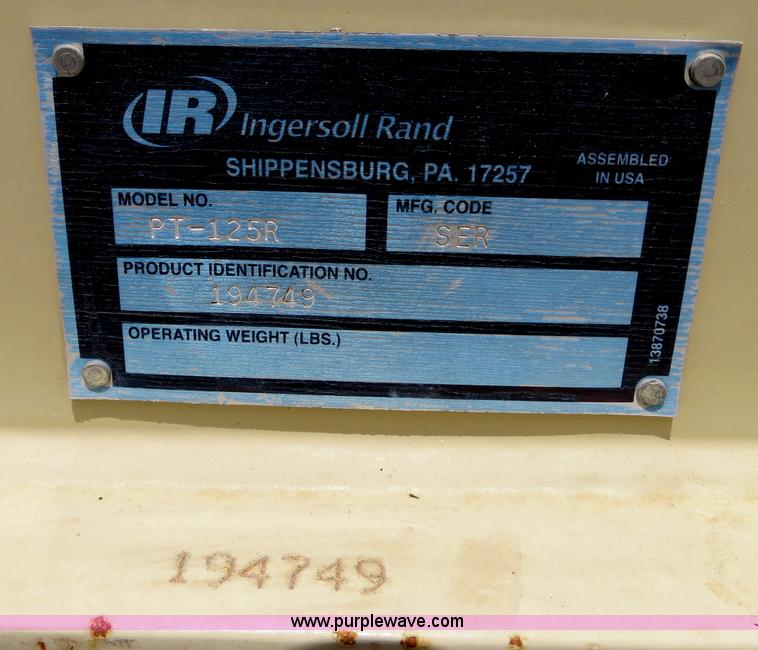 IR Ingersoll Rand
SHIPPENSBURG, PA. 17257
ASSEMBLED
IN USA
MODEL NO.
PT-125R
MFG. CODE
SER
PRODUCT IDENTIFICATION NO.
194749
OPERATING WEIGHT (LBS.)
13870738
194749
www.purplewave.com